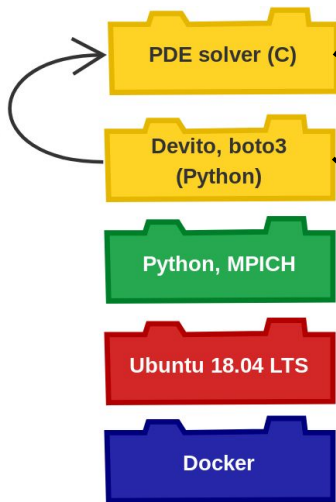 PDE solver (C)
Devito, boto3
(Python)
Python, MPICH
Ubuntu 18.04 LTS
Docker